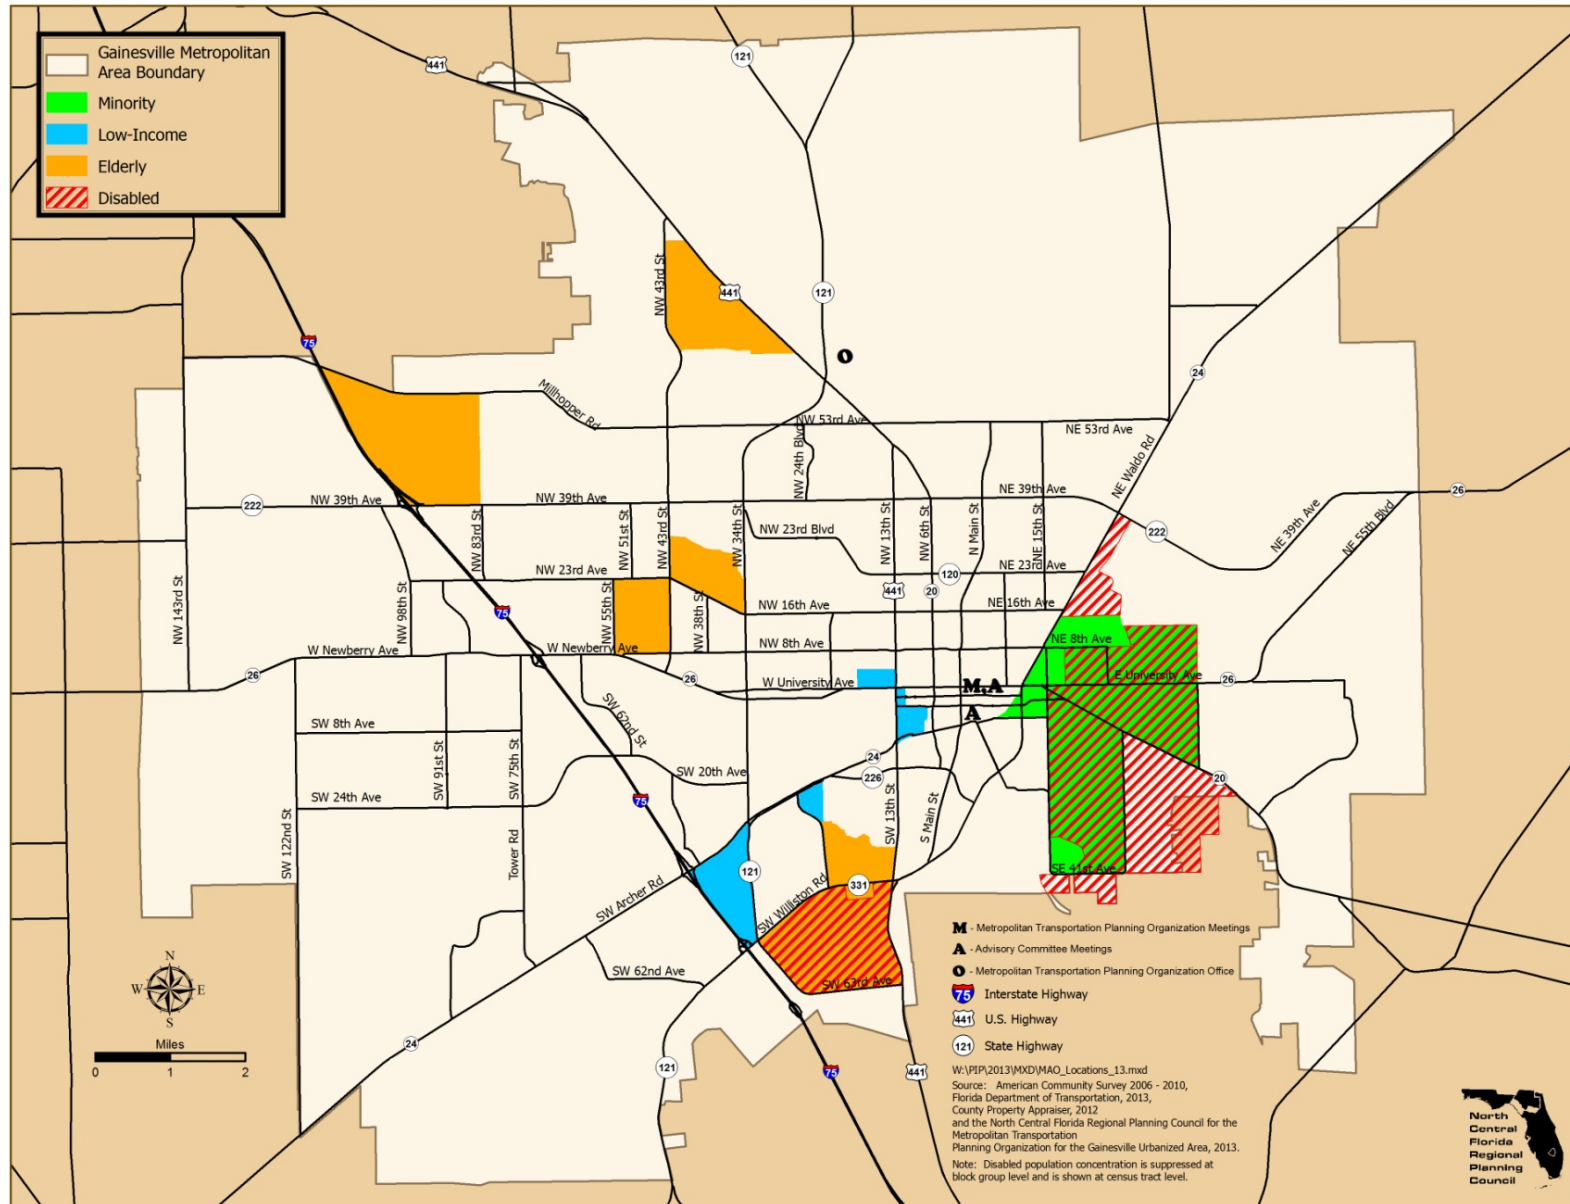 Gainesville Metropolitan
Area Boundary
Minority
Low-Income
Elderly
Disabled
441
121
75
NW 43rd St
441
121
O
24
Millhopper Rd
NW 53rd Ave
NE 53rd Ave
NW 24th Blvd
NE Waldo Rd
222
NW 39th Ave
NW 39th Ave
NE 39th Ave
26
NE 39th Ave
NE 55th Blvd
222
NW 83rd St
NW 51st St
NW 43rd St
NW 34th St
NW 23rd Blvd
NW 13th St
NW 6th St
N Main St
NE 15th St
NW 23rd Ave
120
NE 23rd Ave
NW 143rd St
NW 98th St
75
NW 55th St
NW 38th St
441
20
NW 16th Ave
NE 16th Ave
W Newberry Ave
W Newberry Ave
NW 8th Ave
NE 8th Ave
26
26
W University Ave
M,A
E University Ave
26
SW 8th Ave
SW 62nd St
A
SW 91st St
SW 75th St
24
SW 20th Ave
226
20
SW 24th Ave
75
SW 122nd St
Tower Rd
SW 13th St
S Main St
121
SW Archer Rd
SW Williston Rd
331
SE 41st Ave
SW 62nd Ave
SW 63rd Ave
24
121
75
441
N
W
E
S
Miles
0 1 2
M - Metropolitan Transportation Planning Organization Meetings
A - Advisory Committee Meetings
O - Metropolitan Transportation Planning Organization Office
75 Interstate Highway
441 U.S. Highway
121 State Highway
W:\PIP\2013\MXD\MAO_Locations_13.mxd
Source: American Community Survey 2006 - 2010,
Florida Department of Transportation, 2013,
County Property Appraiser, 2012
and the North Central Florida Regional Planning Council for the
Metropolitan Transportation
Planning Organization for the Gainesville Urbanized Area, 2013.
Note: Disabled population concentration is suppressed at
block group level and is shown at census tract level.
North
Central
Florida
Regional
Planning
Council